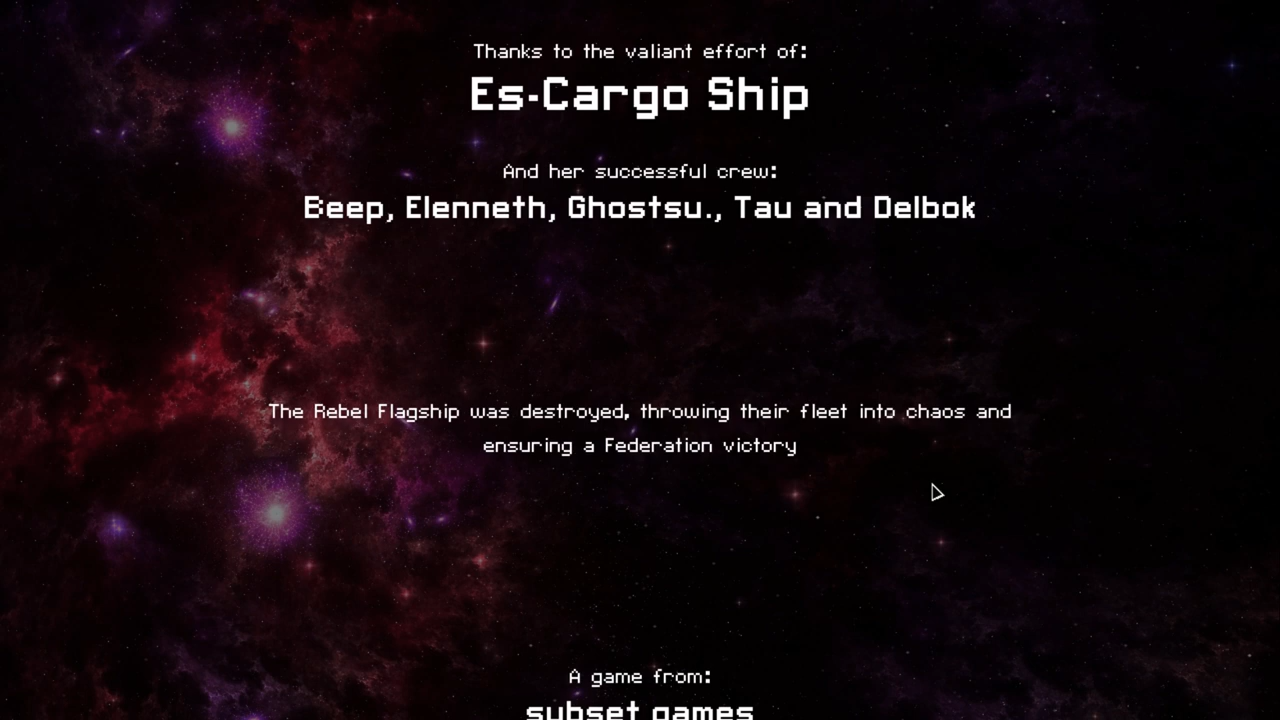 Thanks to the valiant effort of:
Es-Cargo Ship
And her successful crew:
Beep, Elenneth, Ghostsu., Tau and Delbok
The Rebel Flagship was destroyed, throwing their fleet into chaos and
ensuring a Federation victory
A game from:
subset games